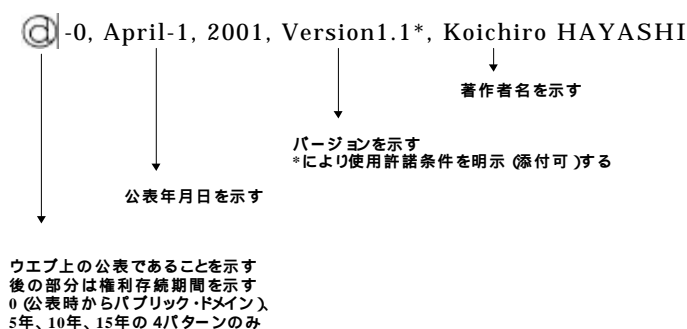 ⓓ-0, April-1, 2001, Version1.1*, Koichiro HAYASHI
著作者名を示す
バージョンを示す
*により使用許諾条件を明示（添付可）する
公表年月日を示す
ウエブ上の公表であることを示す
後の部分は権利存続期間を示す
0（公表時からパブリック・ドメイン）、
5年、10年、15年の4パターンのみ